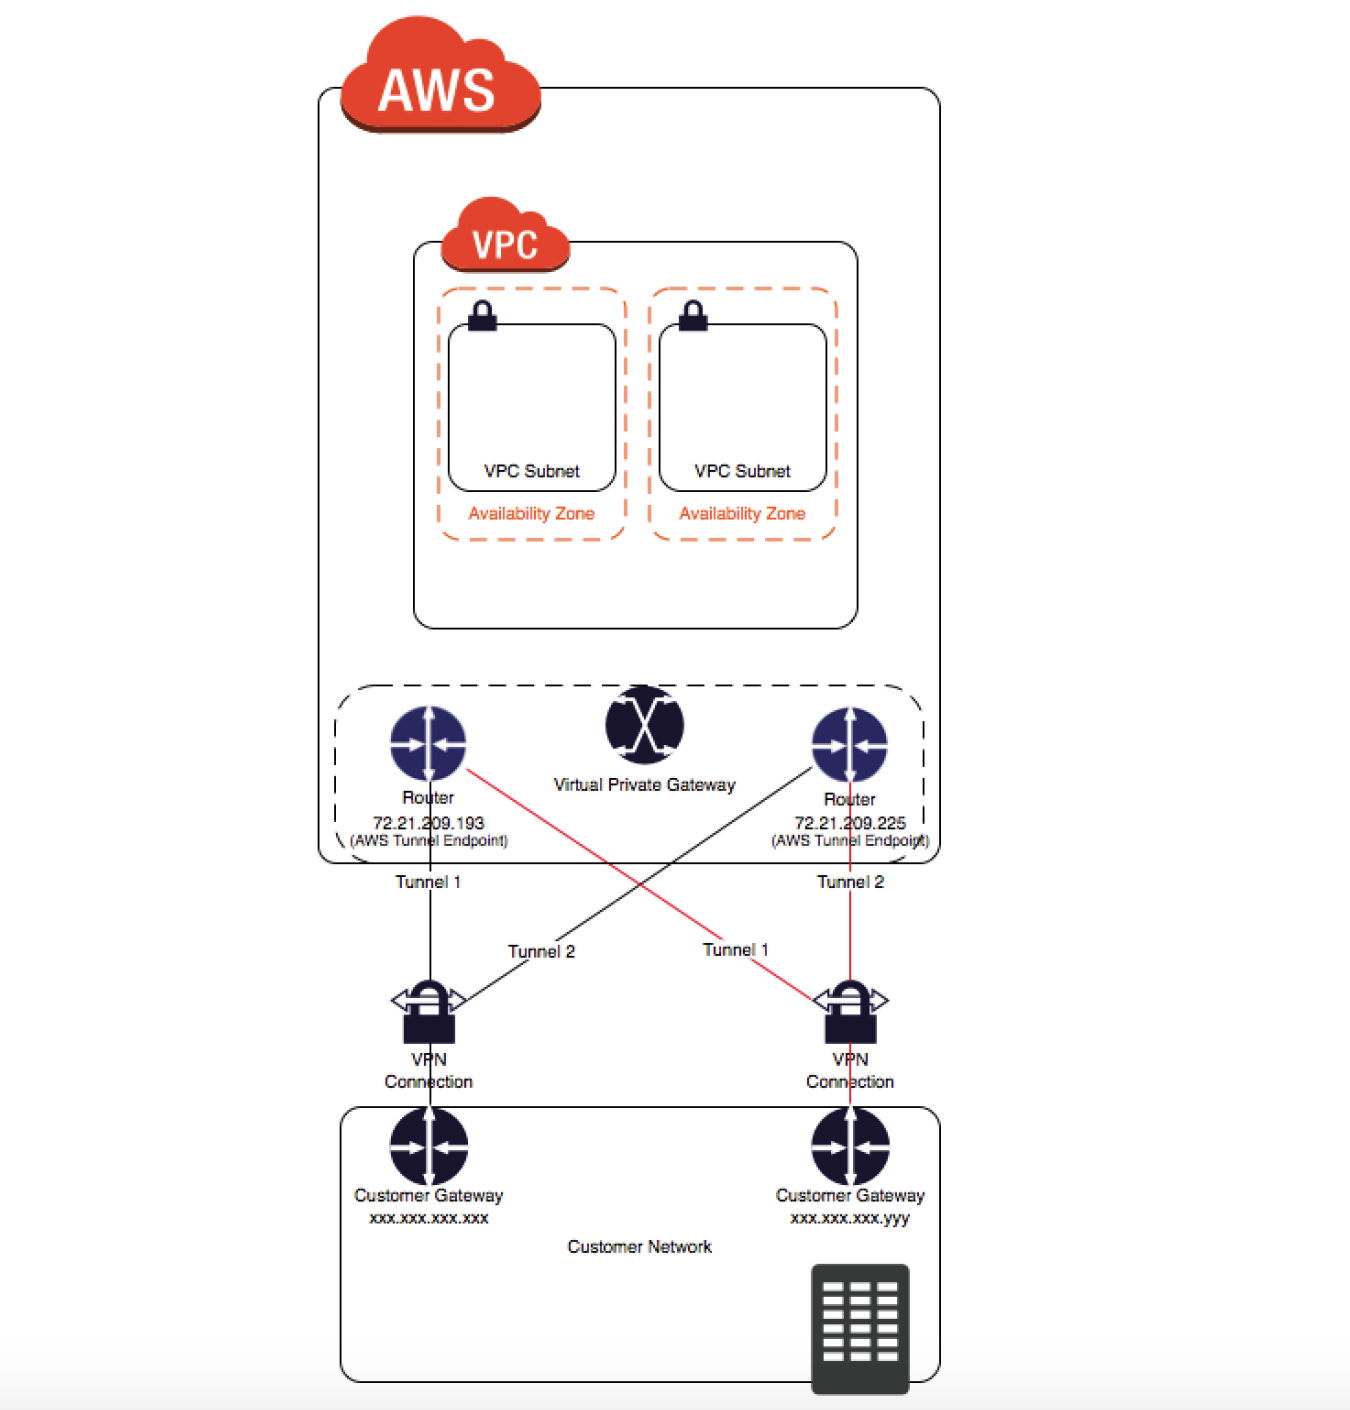 AWS
VPC
VPC Subnet
VPC Subnet
Availability Zone
Availability Zone
Virtual Private Gateway
Router
72.21.209.193
(AWS Tunnel Endpoint)
Router
72.21.209.225
(AWS Tunnel Endpoint)
Tunnel 1
Tunnel 2
Tunnel 2
Tunnel 1
VPN
Connection
VPN
Connection
Customer Gateway
xxx.xxx.xxx.xxx
Customer Gateway
xxx.xxx.xxx.yyy
Customer Network